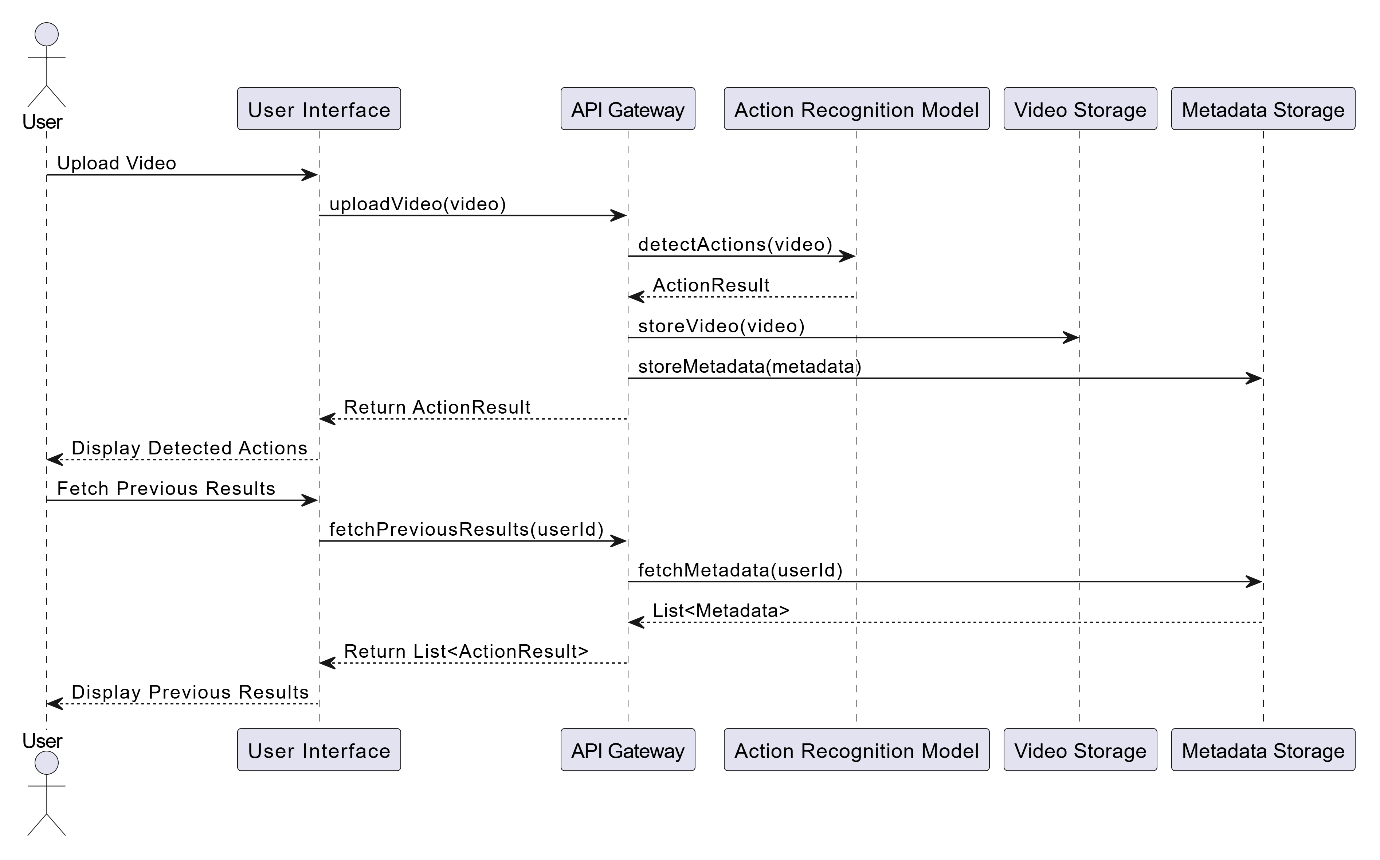 User
User Interface
API Gateway
Action Recognition Model
Video Storage
Metadata Storage
Upload Video
uploadVideo(video)
detectActions(video)
ActionResult
storeVideo(video)
storeMetadata(metadata)
Return ActionResult
Display Detected Actions
Fetch Previous Results
fetchPreviousResults(userId)
fetchMetadata(userId)
List<Metadata>
Return List<ActionResult>
Display Previous Results
User
User Interface
API Gateway
Action Recognition Model
Video Storage
Metadata Storage